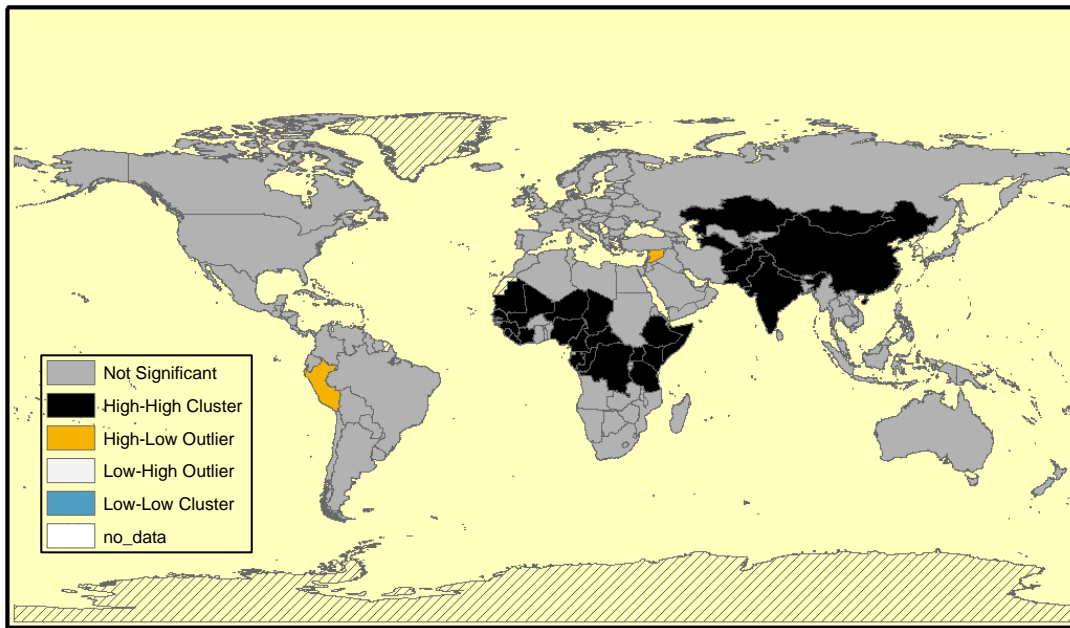 Not Significant
High-High Cluster
High-Low Outlier
Low-High Outlier
Low-Low Cluster
no_data